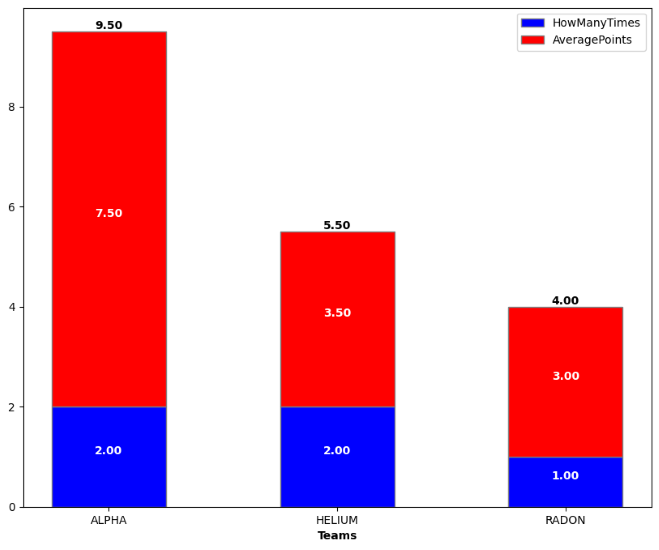 9.50
HowManyTimes
AveragePoints
8
7.50
6
5.50
3.50
4
4.00
3.00
2
2.00
2.00
1.00
0
ALPHA
HELIUM
RADON
Teams